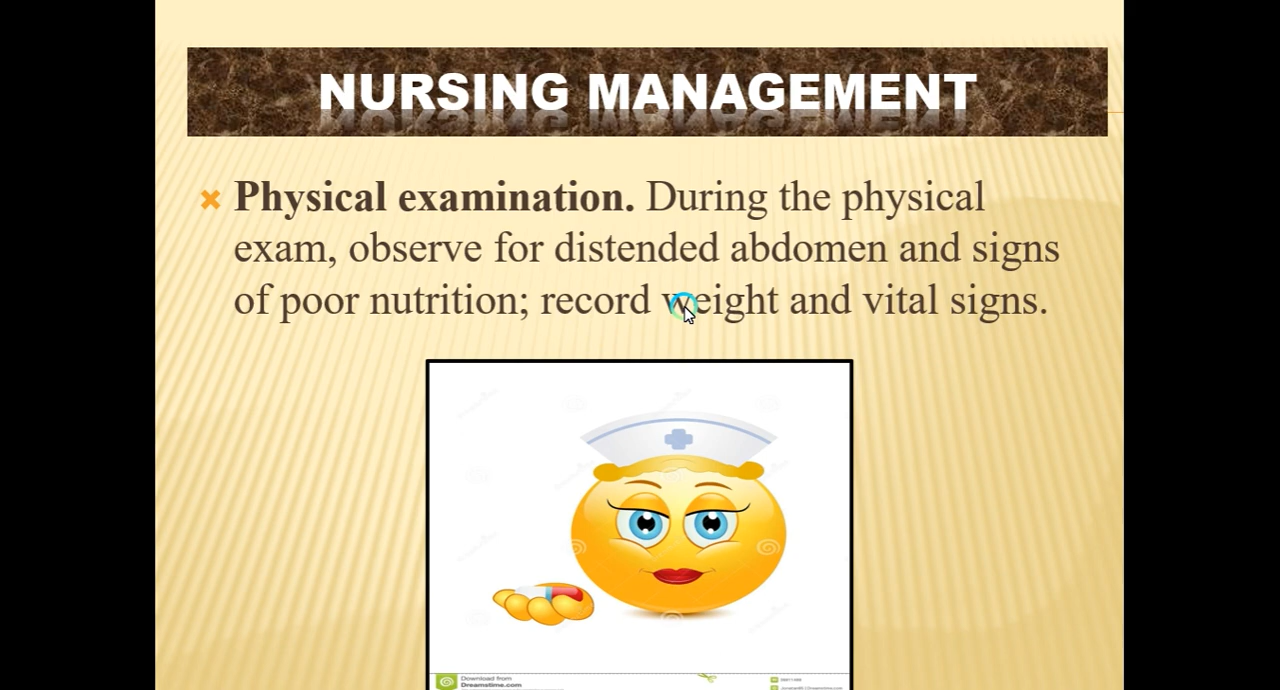 NURSING MANAGEMENT
Physical examination. During the physical
exam, observe for distended abdomen and signs
of poor nutrition; record weight and vital signs.
Download from
Dreamstime.com